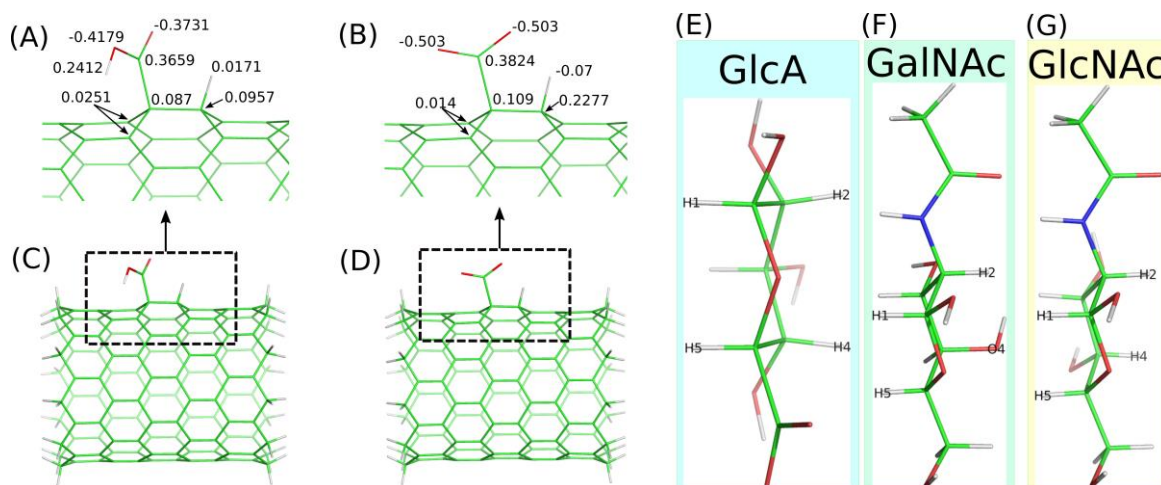 (A)
-0.3731
-0.4179
0.2412
0.3659
0.0171
0.0251
0.087
0.0957
(B)
-0.503
-0.503
0.3824
-0.07
0.014
0.109
0.2277
(C)
(D)
(E)
GlcA
H1
H2
H5
H4
(F)
GalNAc
H2
H1
O4
H5
(G)
GlcNAc
H2
H1
H4
H5